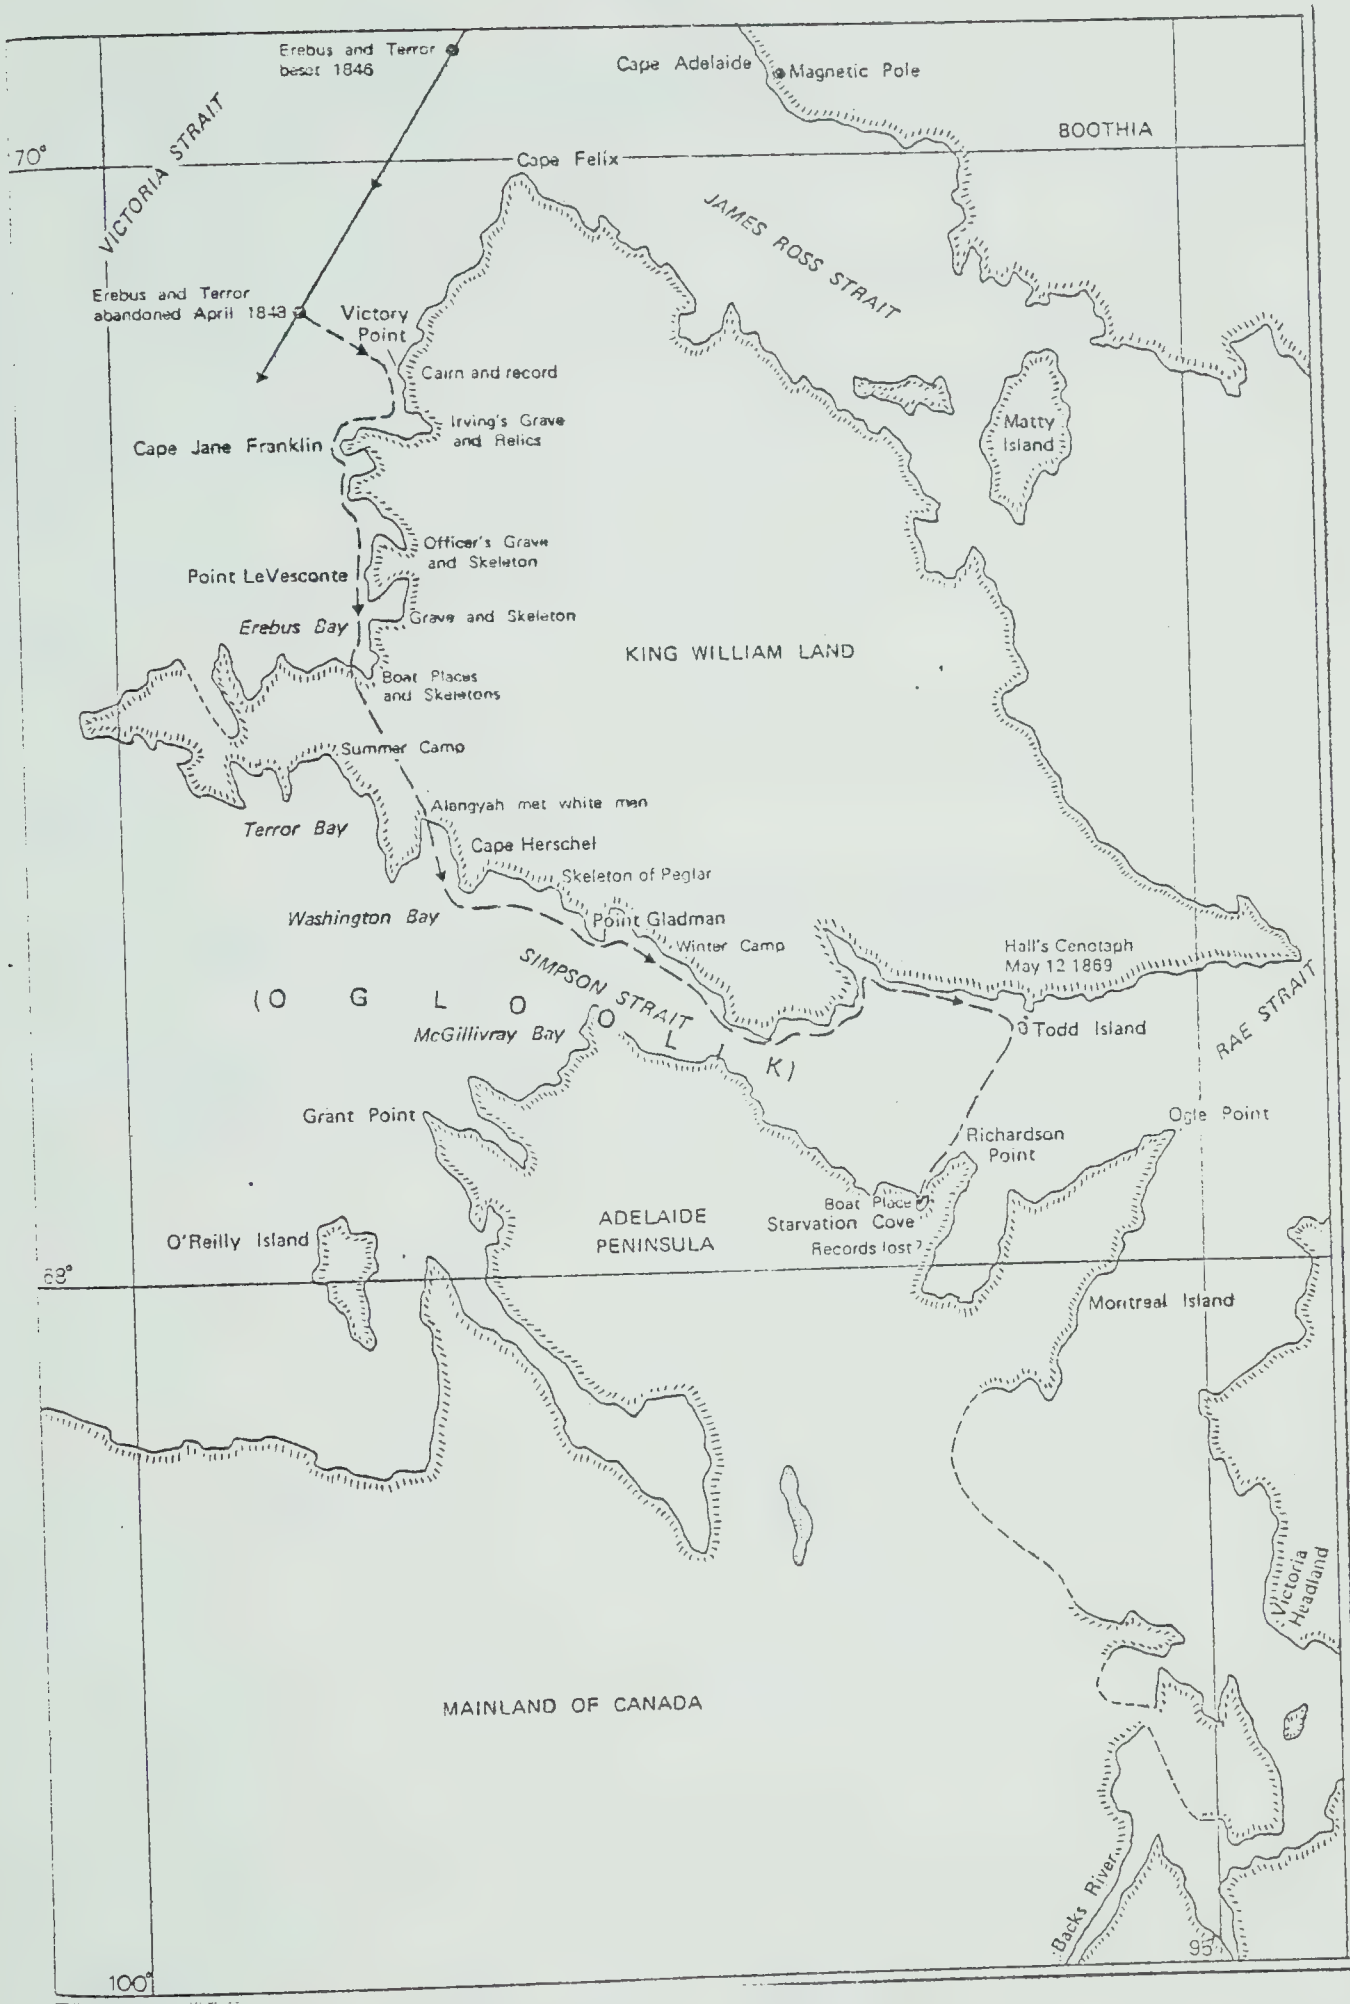 Erebus and Terror
beset 1846
Cape Adelaide
Magnetic Pole
BOOTHIA
VICTORIA STRAIT
70°
Cape Felix
JAMES ROSS STRAIT
Erebus and Terror
abandoned April 1848
Victory
Point
Cairn and record
Irving's Grave
and Relics
Cape Jane Franklin
Matty
Island
Officer's Grave
and Skeleton
Point LeVesconte
Grave and Skeleton
Erebus Bay
KING WILLIAM LAND
Boat Places
and Skeletons
Summer Camp
Alangyah met white men
Terror Bay
Cape Herschel
Skeleton of Peglar
Washington Bay
Point Gladman
Winter Camp
Hall's Cenotaph
May 12 1869
SIMPSON STRAIT
(O G L O O L I K)
McGillivray Bay
Todd Island
RAE STRAIT
Grant Point
Ogle Point
Richardson
Point
Boat Place
Starvation Cove
Records lost?
ADELAIDE
PENINSULA
O'Reilly Island
68°
Montreal Island
Victoria
Headland
MAINLAND OF CANADA
Backs River
95°
100°